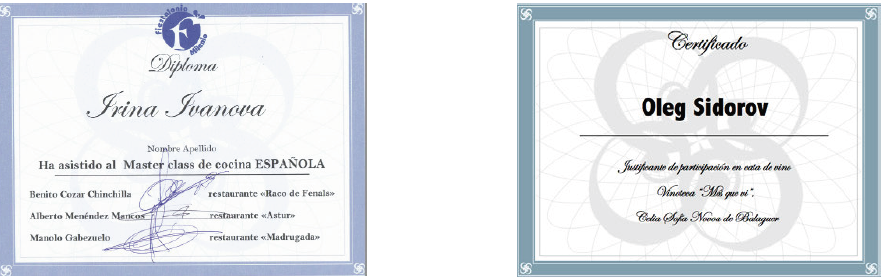 F
Diploma
Irina Ivanova
Nombre Apellido
Ha asistido al Master class de cocina ESPAÑOLA
Benito Cozar Chinchilla restaurante «Raco de Fenals»
Alberto Menéndez Mancos restaurante «Astur»
Manolo Gabezuelo restaurante «Madrugada»
Certificado
Oleg Sidorov
Justificante de participación en cata de vino
Vinoteca "Més que vi".
Celia Sofia Novoa de Balaguer